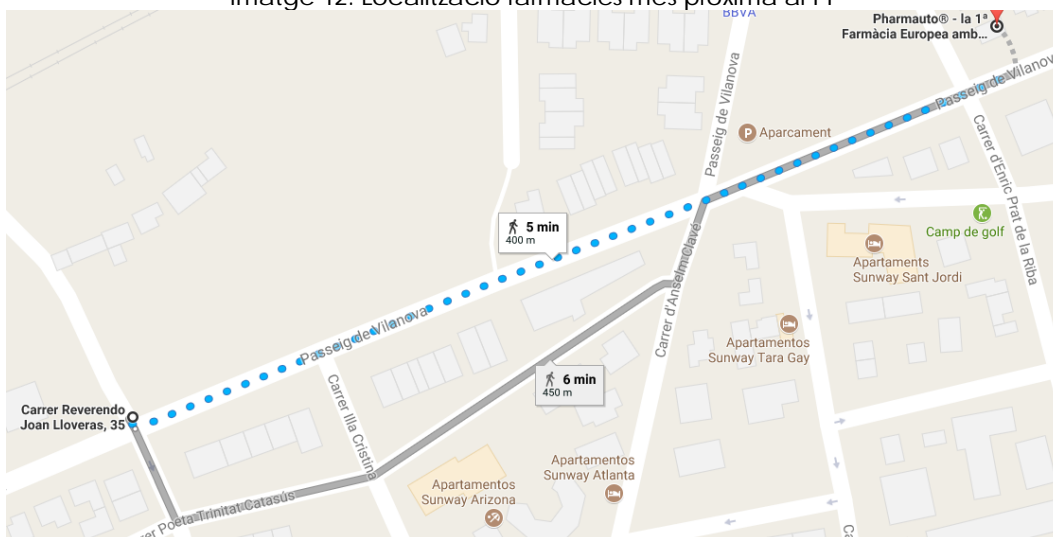 BBVA
Pharmauto® - la 1ª
Farmàcia Europea amb...
Passeig de Vilanova
Carrer d'Enric Prat de la Riba
Passeig de Vilanova
Aparcament
5 min
400 m
Camp de golf
Apartaments
Sunway Sant Jordi
Carrer d'Anselm Clavé
Passeig de Vilanova
Apartamentos
Sunway Tara Gay
6 min
450 m
Carrer Reverendo
Joan Lloveras, 35
Carrer Illa Cristina
Apartamentos
Sunway Atlanta
Apartamentos
Sunway Arizona
Poeta Trinitat Catasús